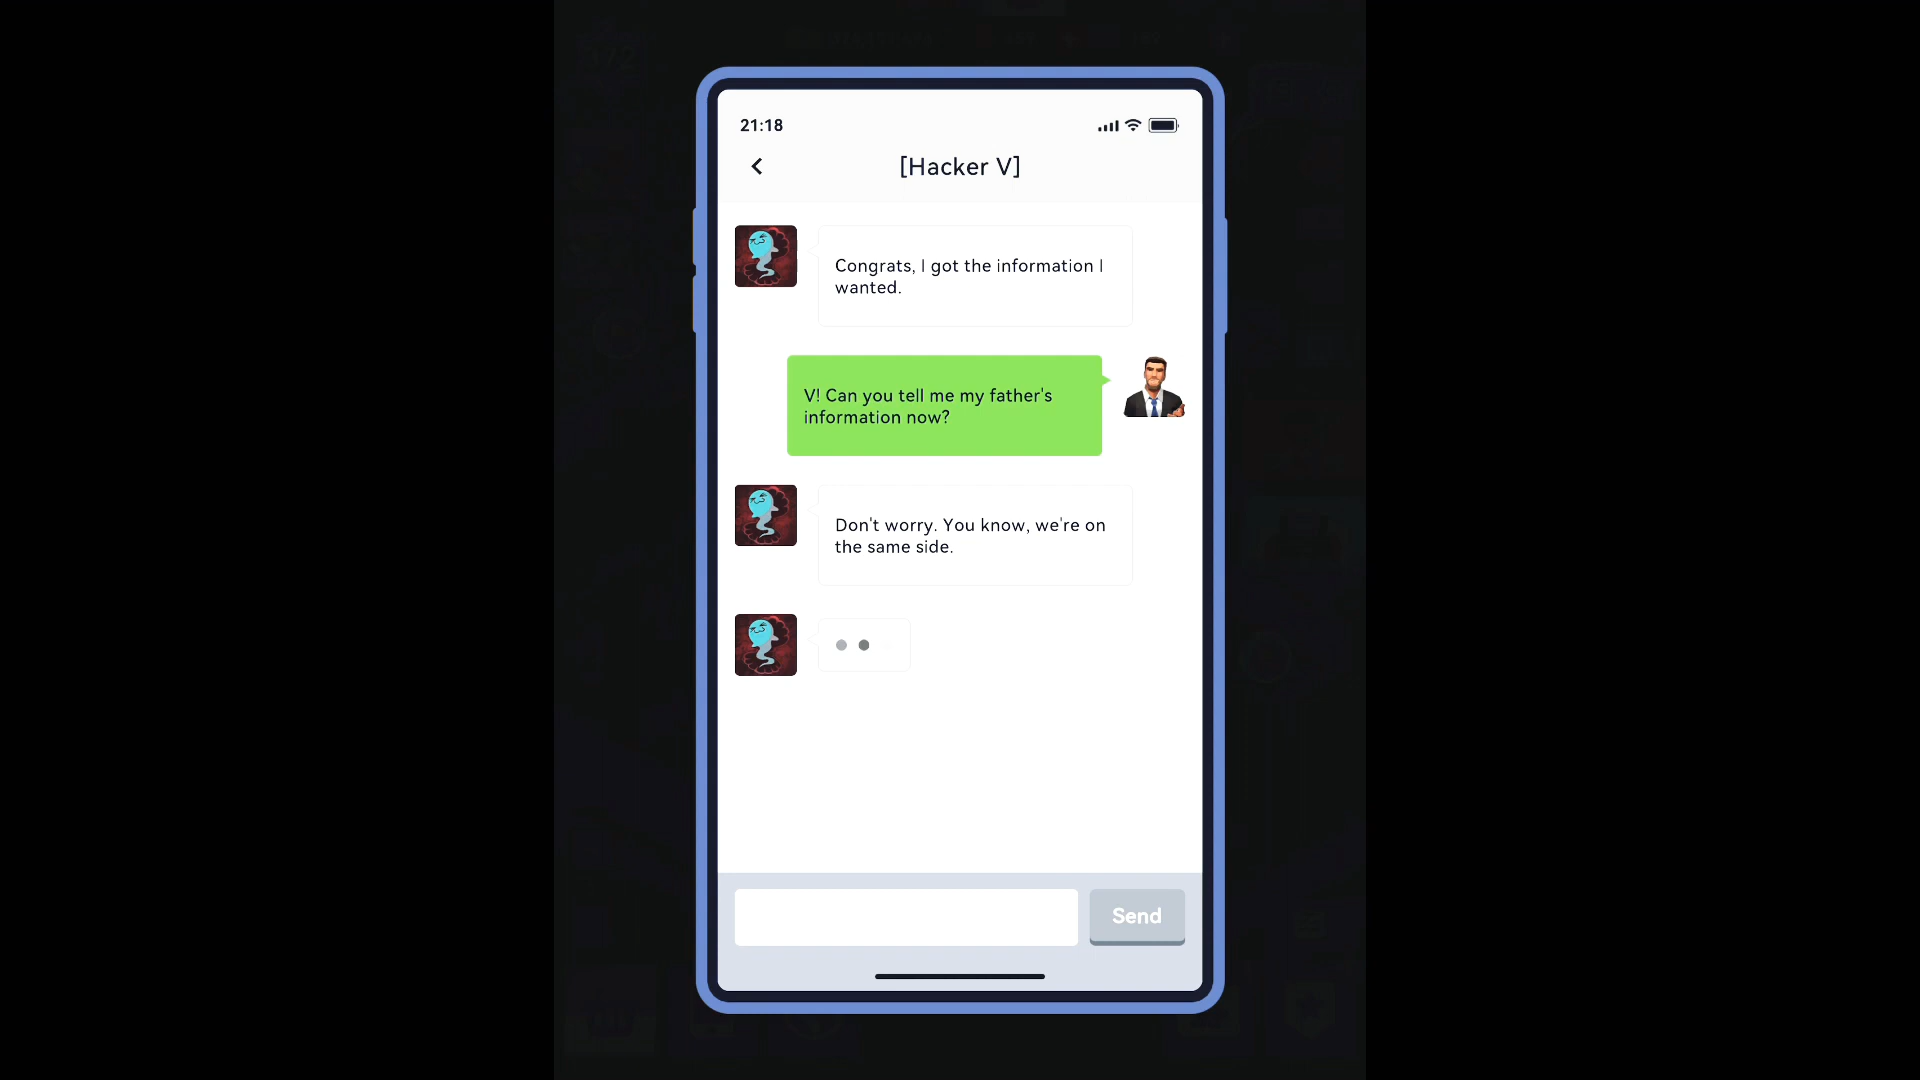 21:18
[Hacker V]
Congrats, I got the information I
wanted.
V! Can you tell me my father's
information now?
Don't worry. You know, we're on
the same side.
Send